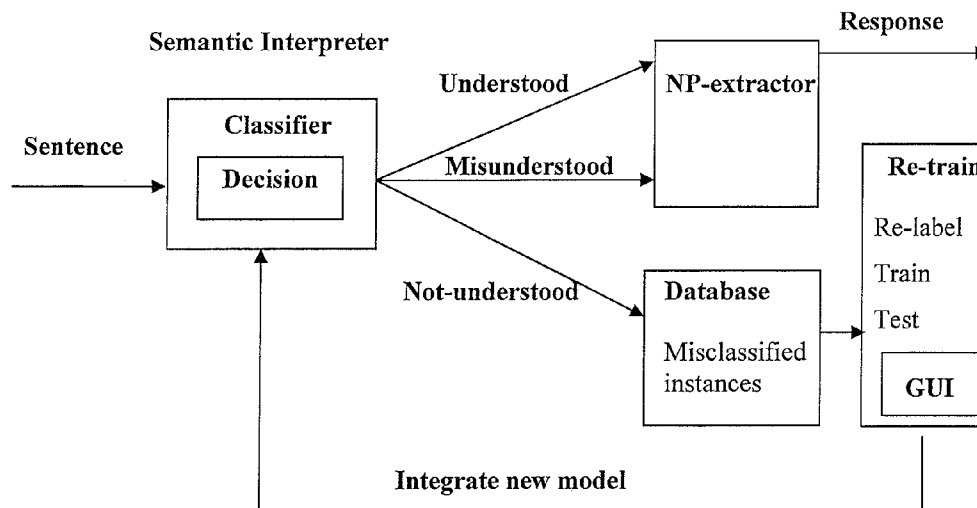 Semantic Interpreter
Sentence
Classifier
Decision
Understood
Misunderstood
Not-understood
NP-extractor
Response
Database
Misclassified
instances
Re-train
Re-label
Train
Test
GUI
Integrate new model